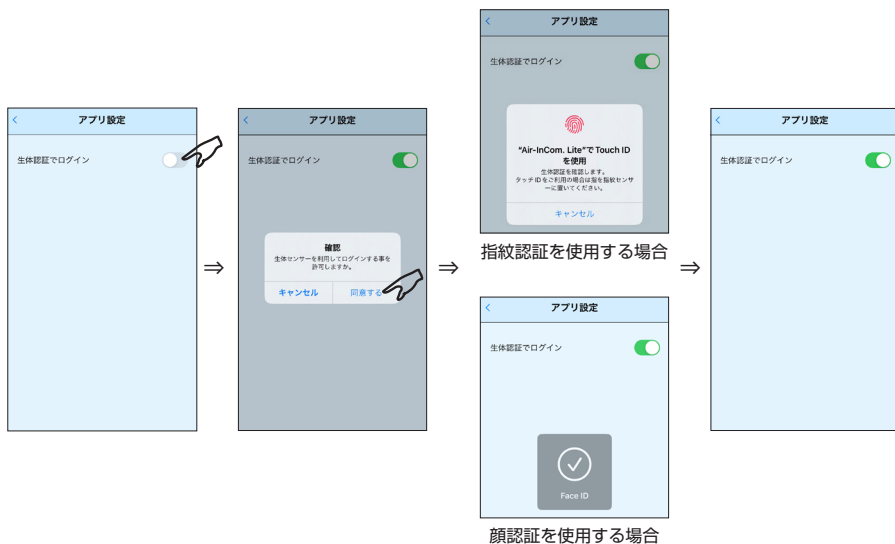 アプリ設定
生体認証でログイン
⇒
アプリ設定
生体認証でログイン
確認
生体センサーを利用してログインする事を
許可しますか。
キャンセル
同意する
⇒
アプリ設定
生体認証でログイン
"Air-InCom. Lite"で Touch ID
を使用
生体認証を確認します。
タッチ ID をご利用の場合は指を指紋センサ
ーに置いてください。
キャンセル
指紋認証を使用する場合
アプリ設定
生体認証でログイン
Face ID
顔認証を使用する場合
⇒
アプリ設定
生体認証でログイン